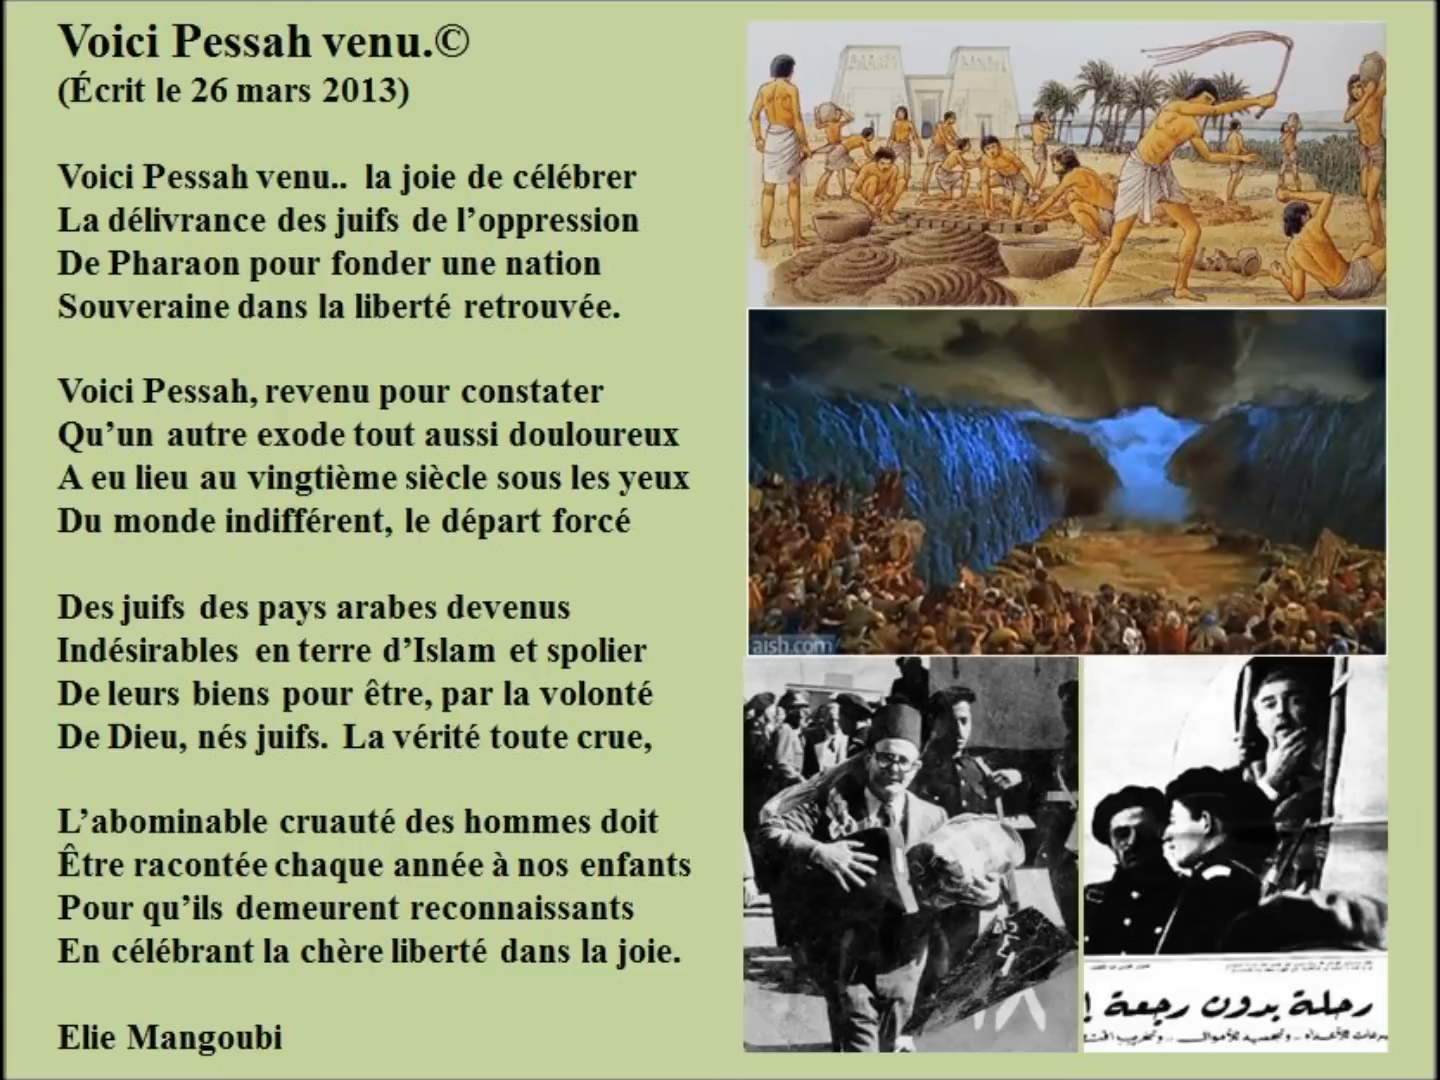 Voici Pessah venu.©
(Écrit le 26 mars 2013)
Voici Pessah venu.. la joie de célébrer
La délivrance des juifs de l’oppression
De Pharaon pour fonder une nation
Souveraine dans la liberté retrouvée.
Voici Pessah, revenu pour constater
Qu’un autre exode tout aussi douloureux
A eu lieu au vingtième siècle sous les yeux
Du monde indifférent, le départ forcé
Des juifs des pays arabes devenus
Indésirables en terre d’Islam et spolier
De leurs biens pour être, par la volonté
De Dieu, nés juifs. La vérité toute crue,
L’abominable cruauté des hommes doit
Être racontée chaque année à nos enfants
Pour qu’ils demeurent reconnaissants
En célébrant la chère liberté dans la joie.
Elie Mangoubi
aish.com
رحلة بدون رجعة